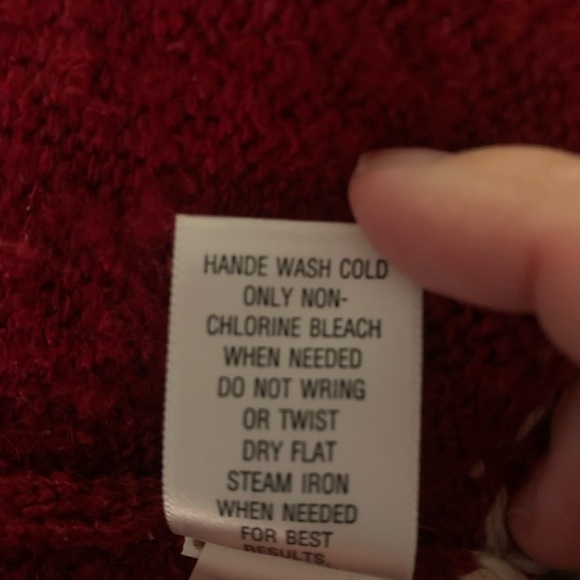 HANDE WASH COLD
ONLY NON-
CHLORINE BLEACH
WHEN NEEDED
DO NOT WRING
OR TWIST
DRY FLAT
STEAM IRON
WHEN NEEDED
FOR BEST
RESULTS,